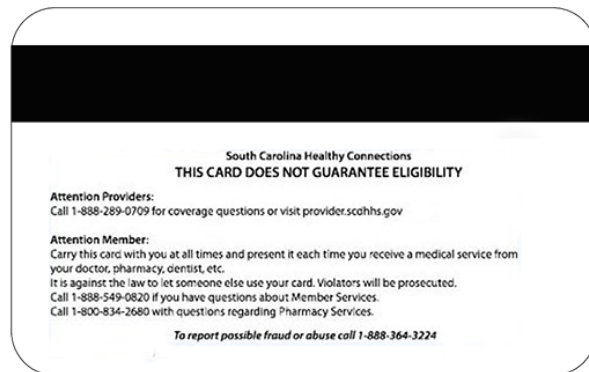 South Carolina Healthy Connections
THIS CARD DOES NOT GUARANTEE ELIGIBILITY
Attention Providers:
Call 1-888-289-0709 for coverage questions or visit provider.scdhhs.gov
Attention Member:
Carry this card with you at all times and present it each time you receive a medical service from
your doctor, pharmacy, dentist, etc.
It is against the law to let someone else use your card. Violators will be prosecuted.
Call 1-888-549-0820 if you have questions about Member Services.
Call 1-800-834-2680 with questions regarding Pharmacy Services.
To report possible fraud or abuse call 1-888-364-3224